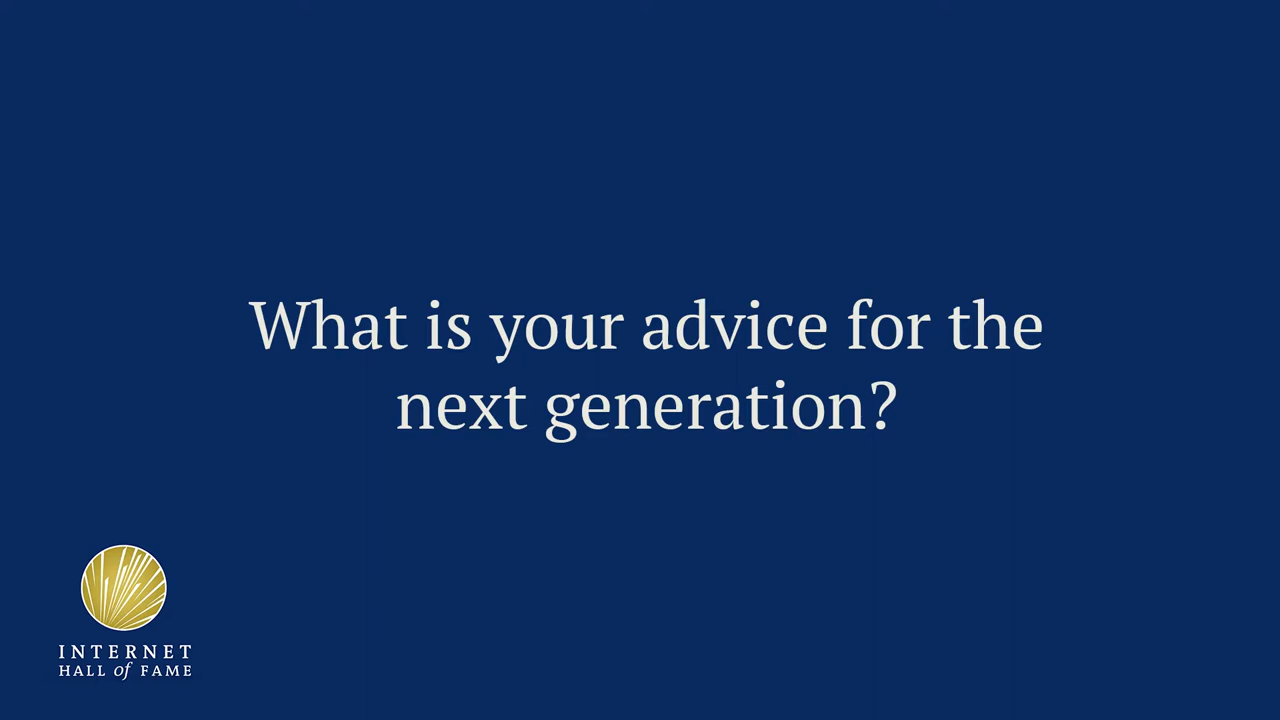 What is your advice for the
next generation?
INTERNET
HALL of FAME